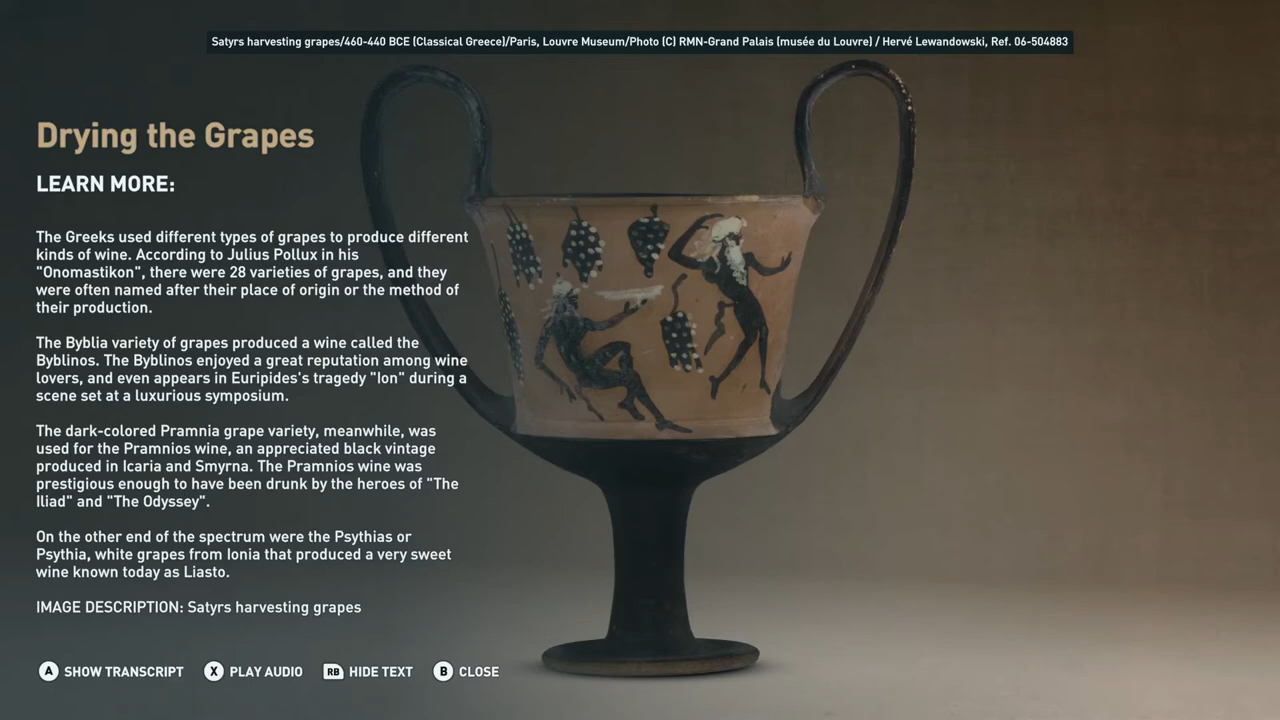 Satyrs harvesting grapes/460-440 BCE (Classical Greece)/Paris, Louvre Museum/Photo (C) RMN-Grand Palais (musée du Louvre) / Hervé Lewandowski, Ref. 06-504883
Drying the Grapes
LEARN MORE:
The Greeks used different types of grapes to produce different
kinds of wine. According to Julius Pollux in his
"Onomastikon", there were 28 varieties of grapes, and they
were often named after their place of origin or the method of
their production.
The Byblia variety of grapes produced a wine called the
Byblinos. The Byblinos enjoyed a great reputation among wine
lovers, and even appears in Euripides's tragedy "Ion" during a
scene set at a luxurious symposium.
The dark-colored Pramnia grape variety, meanwhile, was
used for the Pramnios wine, an appreciated black vintage
produced in Icaria and Smyrna. The Pramnios wine was
prestigious enough to have been drunk by the heroes of "The
Iliad" and "The Odyssey".
On the other end of the spectrum were the Psythias or
Psythia, white grapes from Ionia that produced a very sweet
wine known today as Liasto.
IMAGE DESCRIPTION: Satyrs harvesting grapes
A SHOW TRANSCRIPT X PLAY AUDIO RB HIDE TEXT B CLOSE